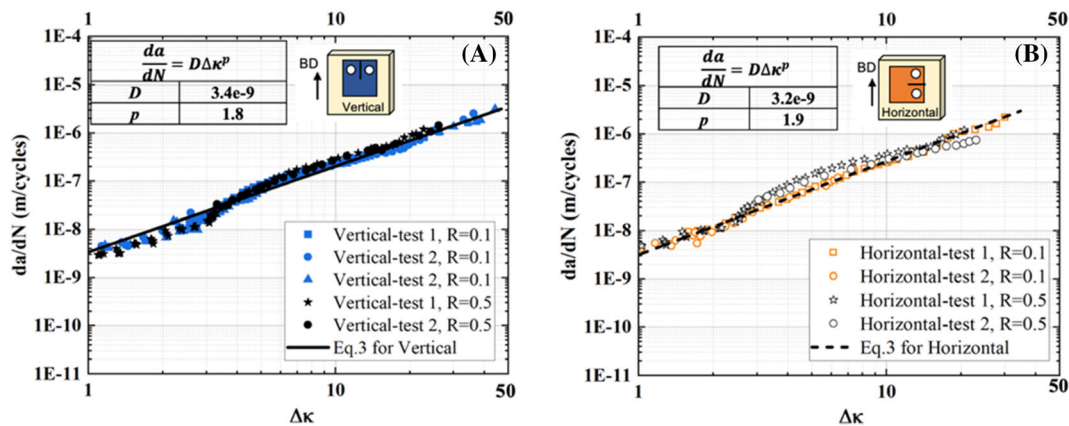 1 10 50
(A)
da/dN = DΔκ^p
D 3.4e-9
p 1.8
BD
Vertical
1E-4
1E-5
1E-6
1E-7
1E-8
1E-9
1E-10
1E-11
da/dN (m/cycles)
Vertical-test 1, R=0.1
Vertical-test 2, R=0.1
Vertical-test 2, R=0.1
Vertical-test 1, R=0.5
Vertical-test 2, R=0.5
Eq.3 for Vertical
1 10 50
Δκ
1 10 50
(B)
da/dN = DΔκ^p
D 3.2e-9
p 1.9
BD
Horizontal
1E-4
1E-5
1E-6
1E-7
1E-8
1E-9
1E-10
1E-11
da/dN (m/cycles)
Horizontal-test 1, R=0.1
Horizontal-test 2, R=0.1
Horizontal-test 1, R=0.5
Horizontal-test 2, R=0.5
Eq.3 for Horizontal
1 10 50
Δκ